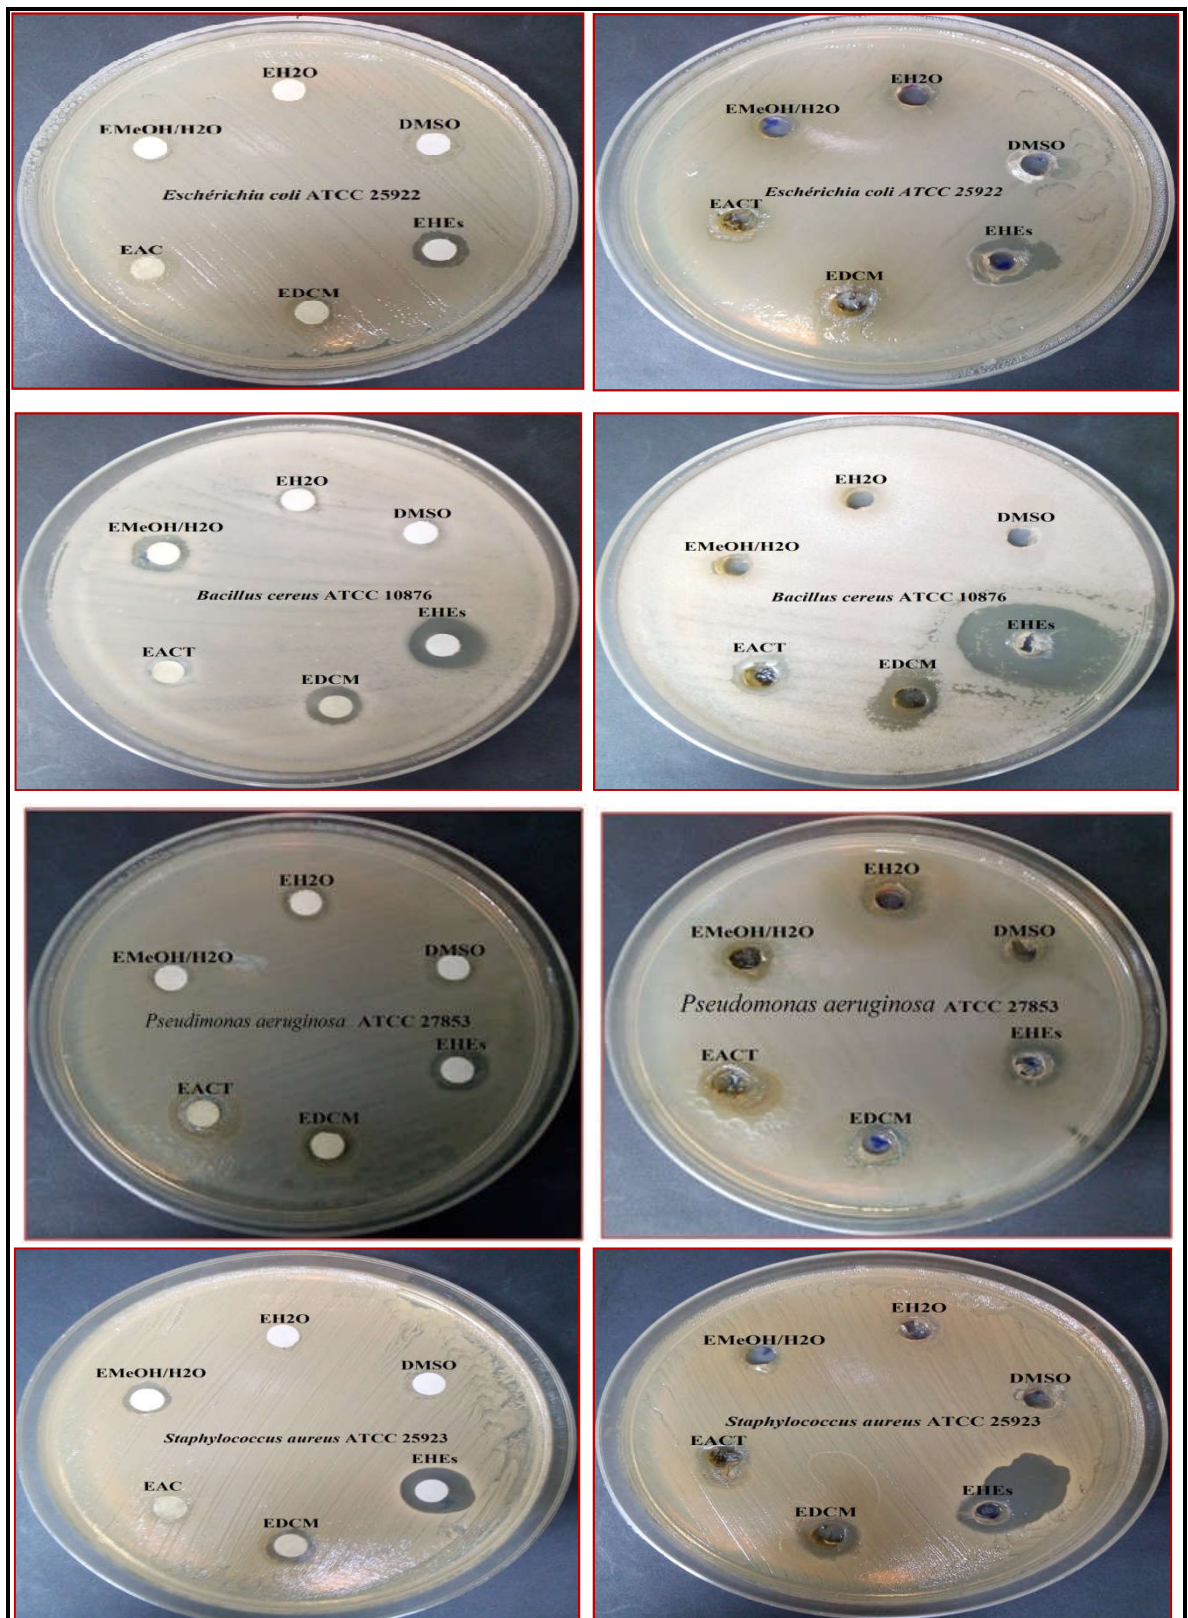 EH2O
EMeOH/H2O
DMSO
Eschérichia coli ATCC 25922
EHEs
EAC
EDCM
EH2O
EMeOH/H2O
DMSO
Eschérichia coli ATCC 25922
EACT
EHEs
EDCM
EH2O
DMSO
EMeOH/H2O
Bacillus cereus ATCC 10876
EHEs
EACT
EDCM
EH2O
DMSO
EMeOH/H2O
Bacillus cereus ATCC 10876
EHEs
EACT
EDCM
EH2O
DMSO
EMeOH/H2O
Pseudimonas aeruginosa ATCC 27853
EHEs
EACT
EDCM
EH2O
DMSO
EMeOH/H2O
Pseudomonas aeruginosa ATCC 27853
EHEs
EACT
EDCM
EH2O
DMSO
EMeOH/H2O
Staphylococcus aureus ATCC 25923
EHEs
EAC
EDCM
EH2O
EMeOH/H2O
DMSO
Staphylococcus aureus ATCC 25923
EACT
EHEs
EDCM